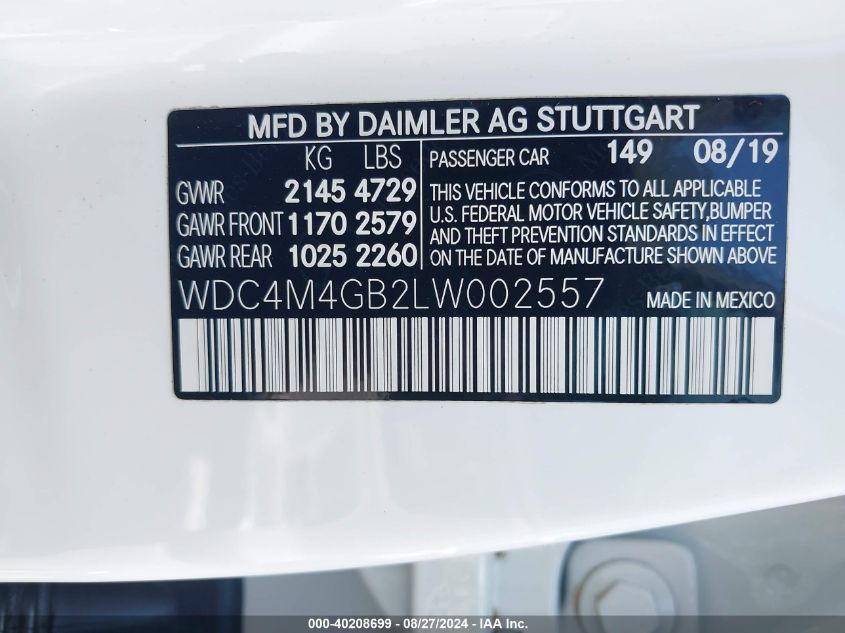 MFD BY DAIMLER AG STUTTGART
KG LBS
GVWR 2145 4729
GAWR FRONT 1170 2579
GAWR REAR 1025 2260
PASSENGER CAR 149 08/19
THIS VEHICLE CONFORMS TO ALL APPLICABLE
U.S. FEDERAL MOTOR VEHICLE SAFETY,BUMPER
AND THEFT PREVENTION STANDARDS IN EFFECT
ON THE DATE OF MANUFACTURE SHOWN ABOVE
WDC4M4GB2LW002557 MADE IN MEXICO
000-40208699 / 08/27/2024 - IAA Inc.